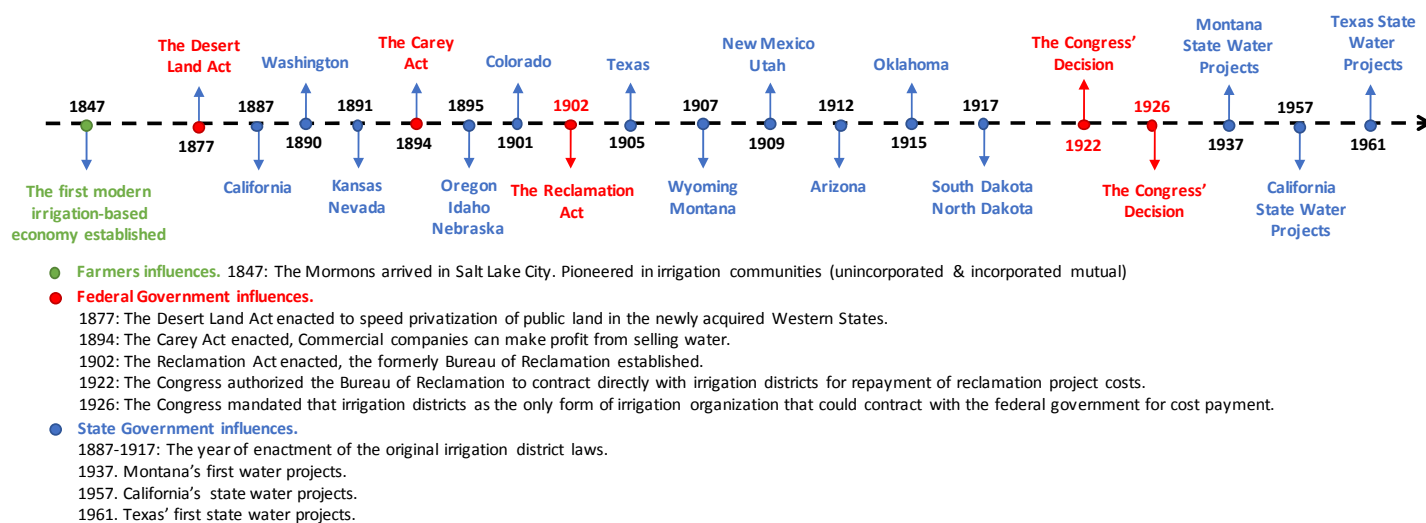 The Desert
Land Act
Washington
The Carey
Act
Colorado
Texas
New Mexico
Utah
Oklahoma
The Congress’
Decision
Montana
State Water
Projects
Texas State
Water
Projects
1847
1877
1887
1890
1891
1894
1895
1901
1902
1905
1907
1909
1912
1915
1917
1922
1926
1937
1957
1961
The first modern
irrigation-based
economy established
California
Kansas
Nevada
Oregon
Idaho
Nebraska
The Reclamation
Act
Wyoming
Montana
Arizona
South Dakota
North Dakota
The Congress’
Decision
California
State Water
Projects
Farmers influences. 1847: The Mormons arrived in Salt Lake City. Pioneered in irrigation communities (unincorporated & incorporated mutual)
Federal Government influences.
1877: The Desert Land Act enacted to speed privatization of public land in the newly acquired Western States.
1894: The Carey Act enacted, Commercial companies can make profit from selling water.
1902: The Reclamation Act enacted, the formerly Bureau of Reclamation established.
1922: The Congress authorized the Bureau of Reclamation to contract directly with irrigation districts for repayment of reclamation project costs.
1926: The Congress mandated that irrigation districts as the only form of irrigation organization that could contract with the federal government for cost payment.
State Government influences.
1887-1917: The year of enactment of the original irrigation district laws.
1937. Montana’s first water projects.
1957. California’s state water projects.
1961. Texas’ first state water projects.